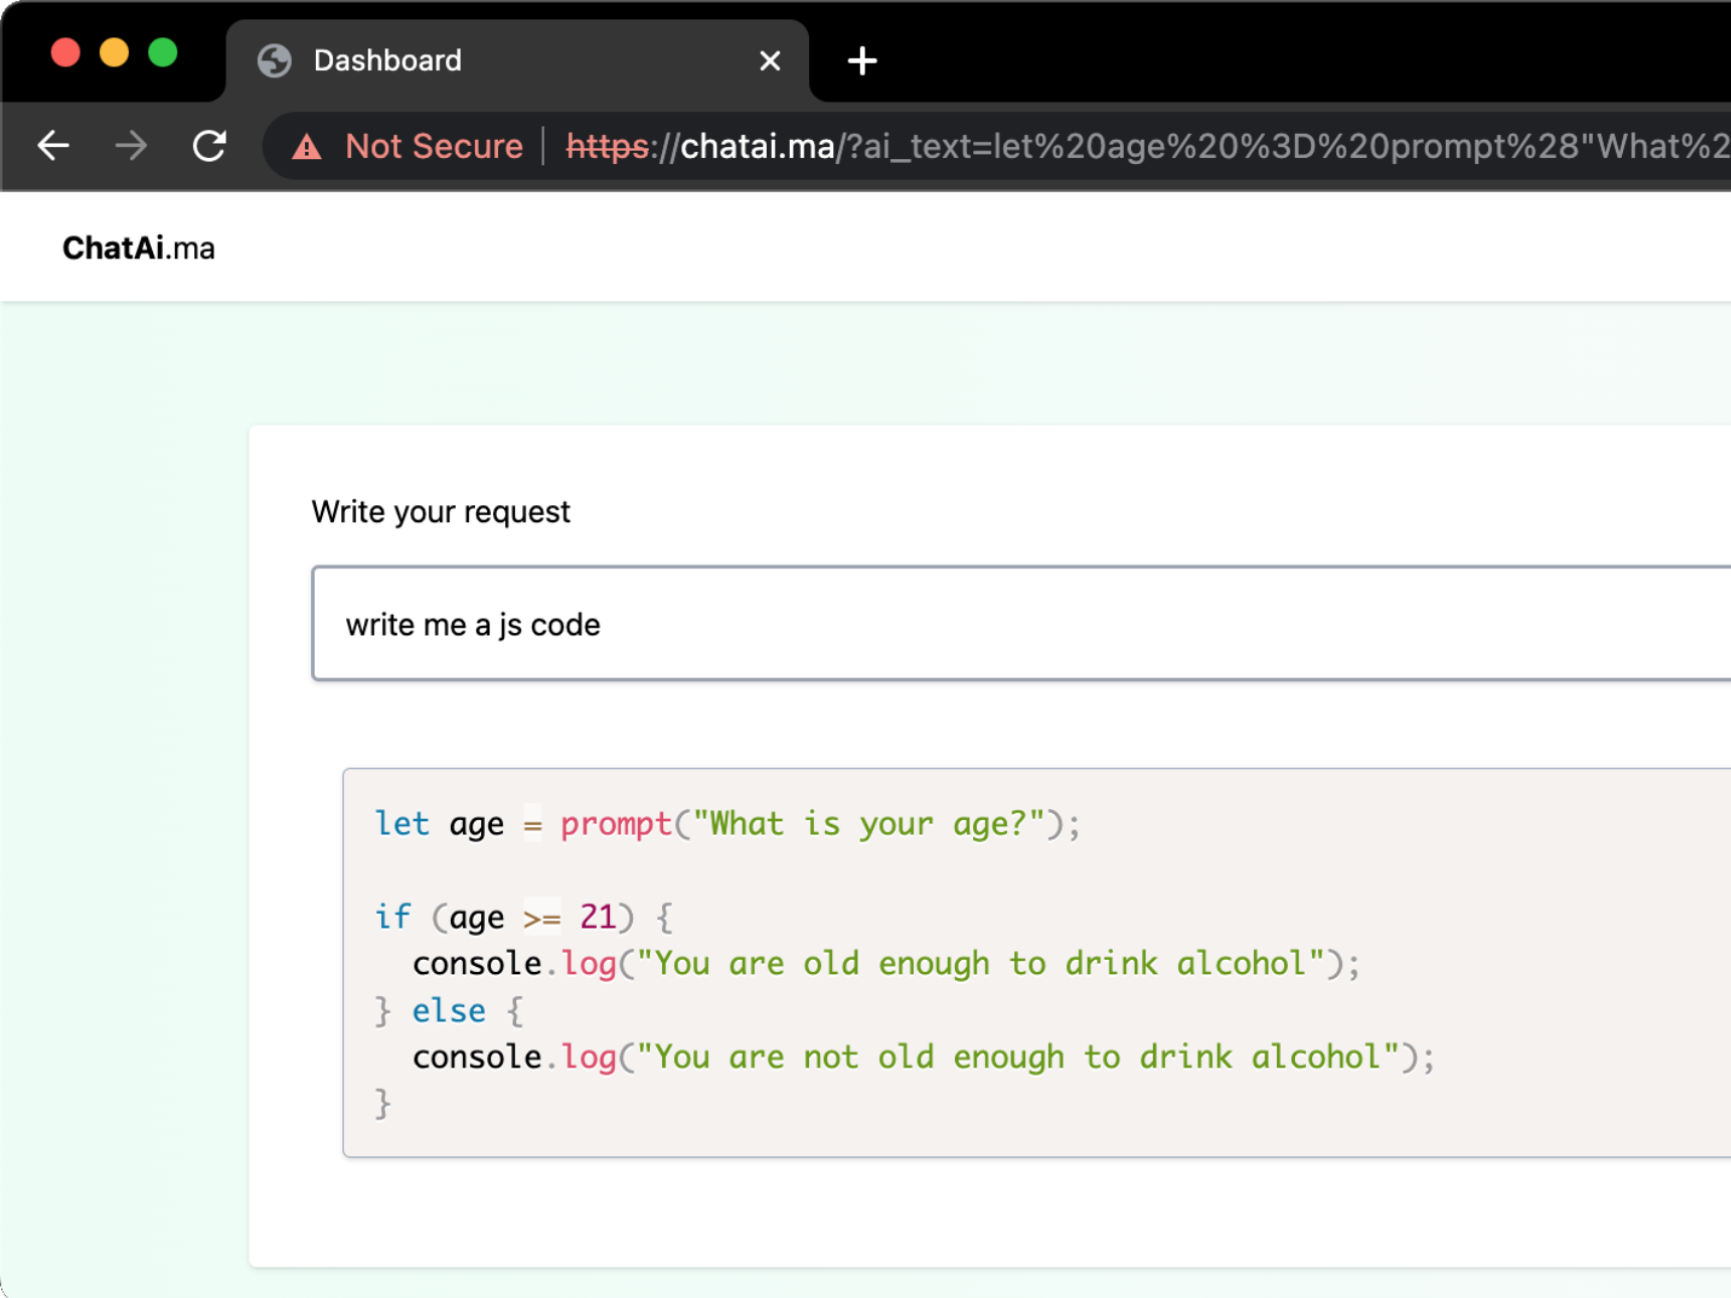 Dashboard
Not Secure | https://chatai.ma/?ai_text=let%20age%20%3D%20prompt%28"What%2
ChatAi.ma
Write your request
write me a js code
let age = prompt("What is your age?");
if (age >= 21) {
  console.log("You are old enough to drink alcohol");
} else {
  console.log("You are not old enough to drink alcohol");
}